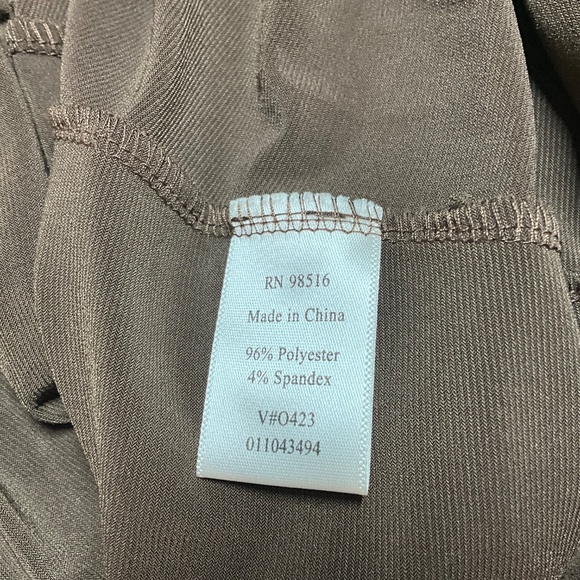 RN 98516
Made in China
96% Polyester
4% Spandex
V#O423
011043494